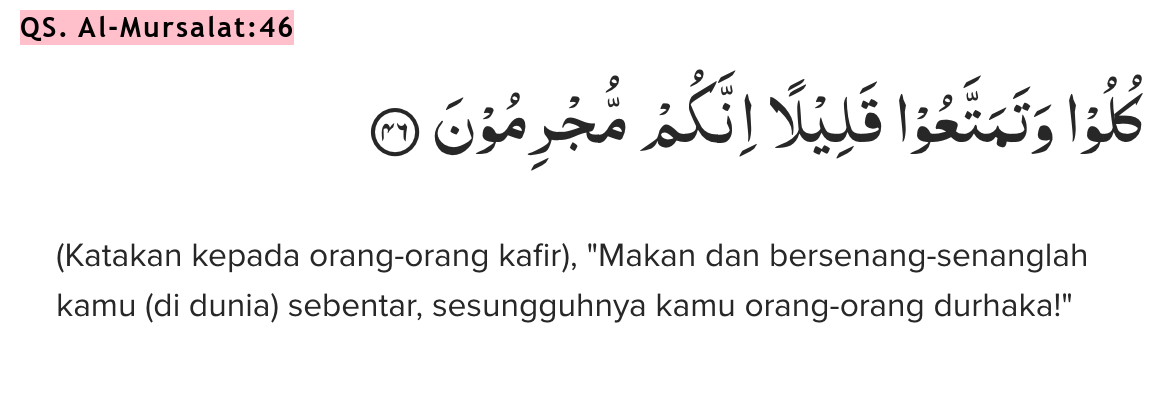 QS. Al-Mursalat:46
كُلُوْا وَتَمَتَّعُوْا قَلِيْلًا اِنَّكُمْ مُّجْرِمُوْنَ ۝٤٦
(Katakan kepada orang-orang kafir), "Makan dan bersenang-senanglah
kamu (di dunia) sebentar, sesungguhnya kamu orang-orang durhaka!"